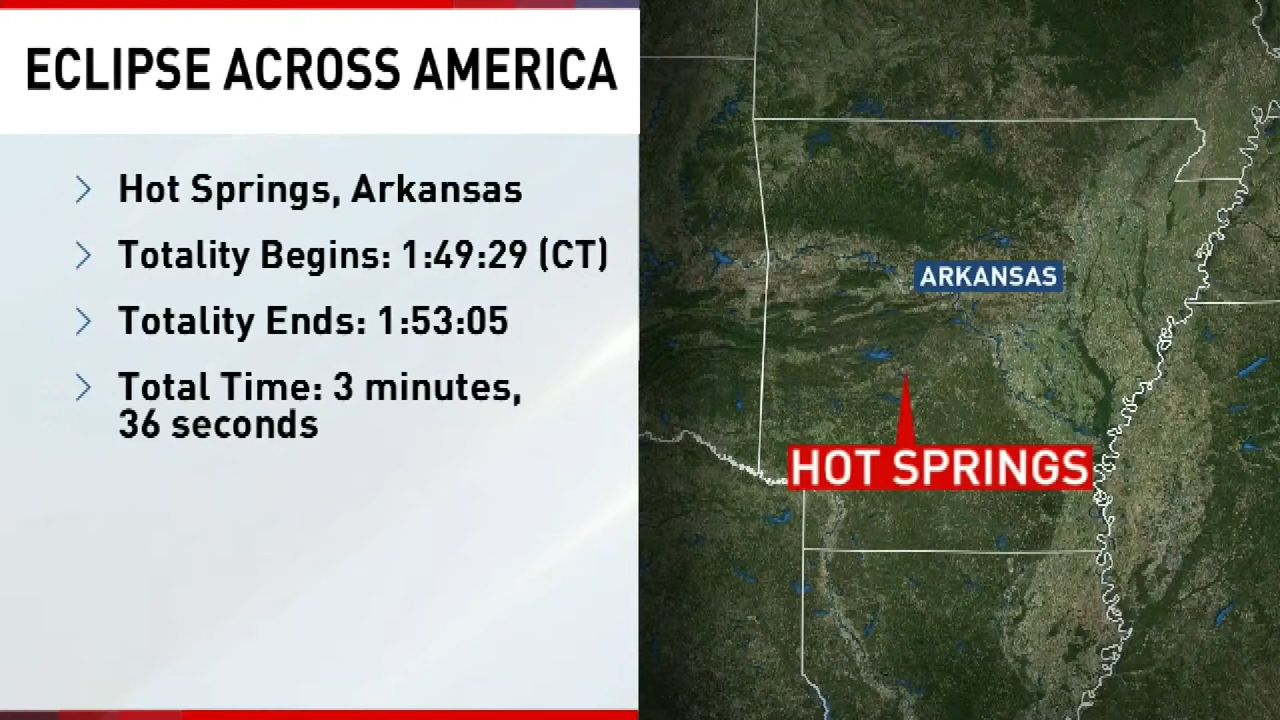 ECLIPSE ACROSS AMERICA
Hot Springs, Arkansas
Totality Begins: 1:49:29 (CT)
Totality Ends: 1:53:05
Total Time: 3 minutes,
36 seconds
ARKANSAS
HOT SPRINGS